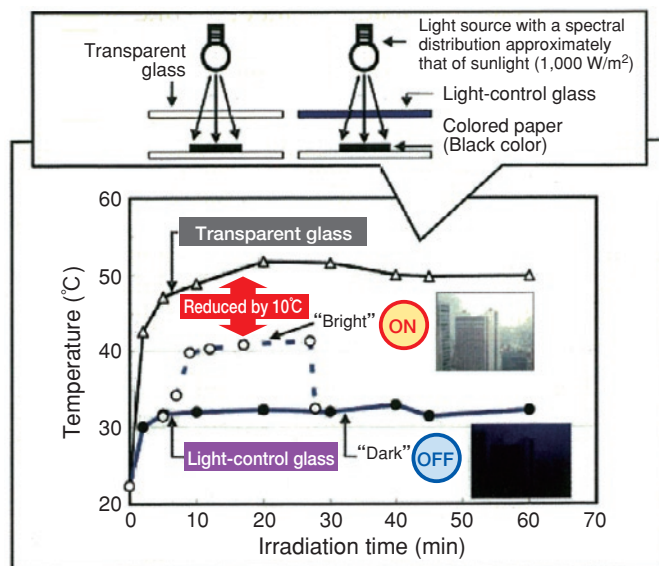 Transparent
glass
Light source with a spectral
distribution approximately
that of sunlight (1,000 W/m²)
Light-control glass
Colored paper
(Black color)
60
50
40
30
20
Temperature (℃)
Transparent glass
Reduced by 10℃
"Bright"
ON
Light-control glass
"Dark"
OFF
0
10
20
30
40
50
60
70
Irradiation time (min)